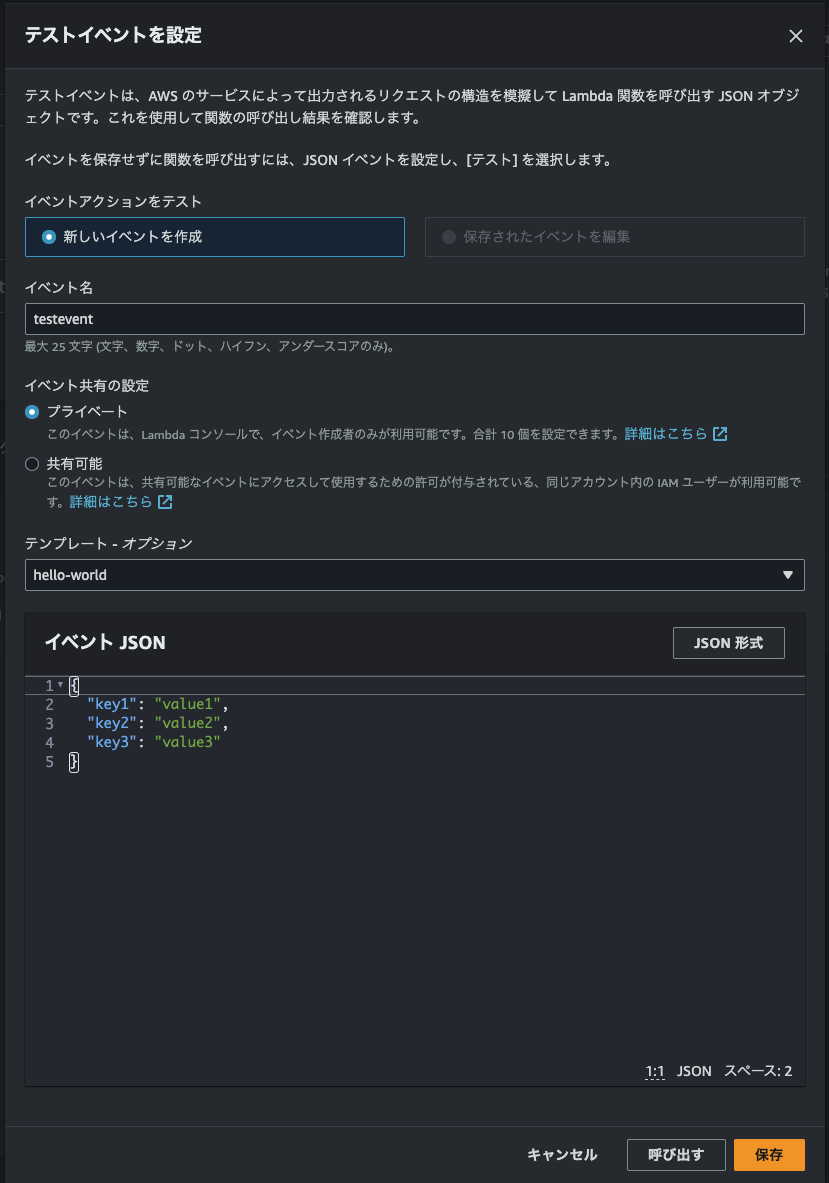 テストイベントを設定
テストイベントは、AWS のサービスによって出力されるリクエストの構造を模擬して Lambda 関数を呼び出す JSON オブジ
ェクトです。これを使用して関数の呼び出し結果を確認します。
イベントを保存せずに関数を呼び出すには、JSON イベントを設定し、[テスト] を選択します。
イベントアクションをテスト
新しいイベントを作成
保存されたイベントを編集
イベント名
testevent
最大 25 文字 (文字、数字、ドット、ハイフン、アンダースコアのみ)。
イベント共有の設定
プライベート
このイベントは、Lambda コンソールで、イベント作成者のみが利用可能です。合計 10 個を設定できます。詳細はこちら
共有可能
このイベントは、共有可能なイベントにアクセスして使用するための許可が付与されている、同じアカウント内の IAM ユーザーが利用可能で
す。詳細はこちら
テンプレート - オプション
hello-world
イベント JSON
JSON 形式
1 {
2 "key1": "value1",
3 "key2": "value2",
4 "key3": "value3"
5 }
1:1 JSON スペース: 2
キャンセル 呼び出す 保存